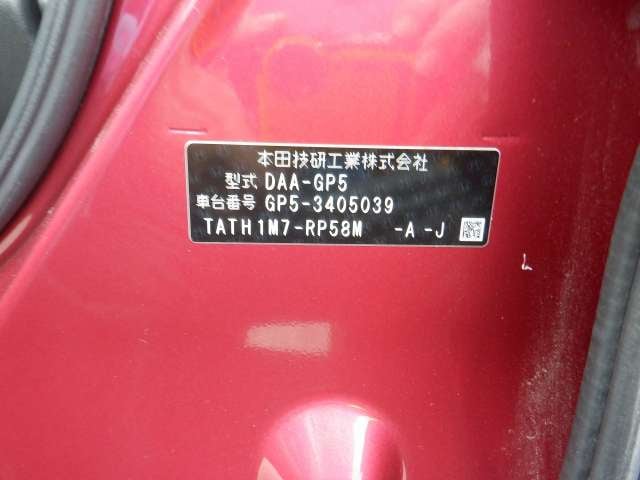 本田技研工業株式会社
型式 DAA-GP5
車台番号 GP5-3405039
TATH1M7-RP58M -A -J